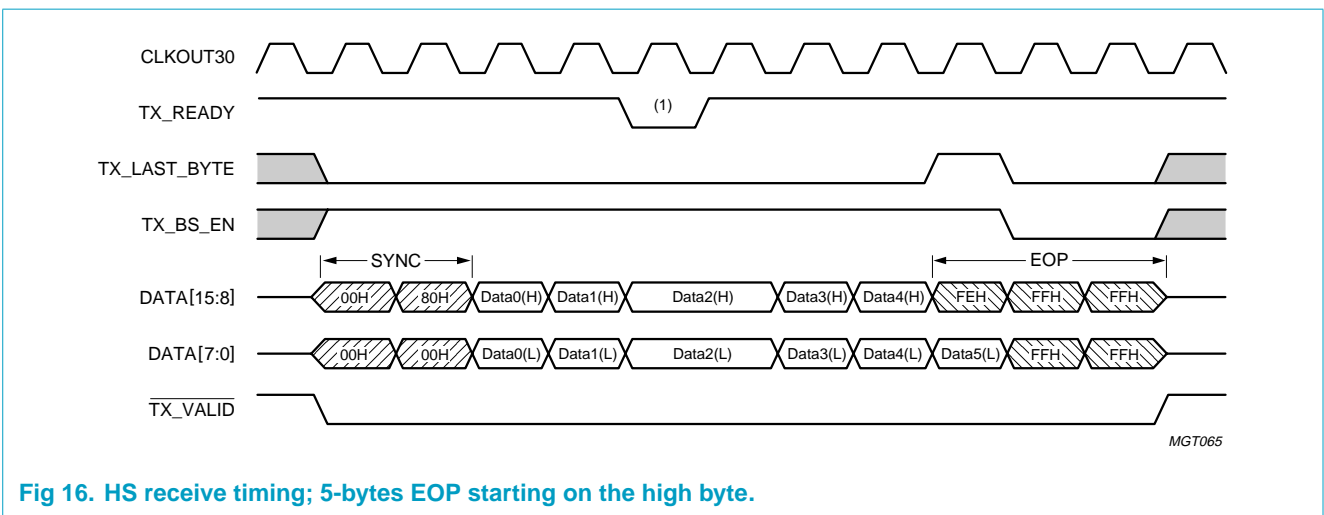 CLKOUT30
TX_READY
(1)
TX_LAST_BYTE
TX_BS_EN
SYNC
EOP
DATA[15:8]
00H 80H Data0(H) Data1(H) Data2(H) Data3(H) Data4(H) FEH FFH FFH
DATA[7:0]
00H 00H Data0(L) Data1(L) Data2(L) Data3(L) Data4(L) Data5(L) FFH FFH
TX_VALID
MGT065
Fig 16. HS receive timing; 5-bytes EOP starting on the high byte.